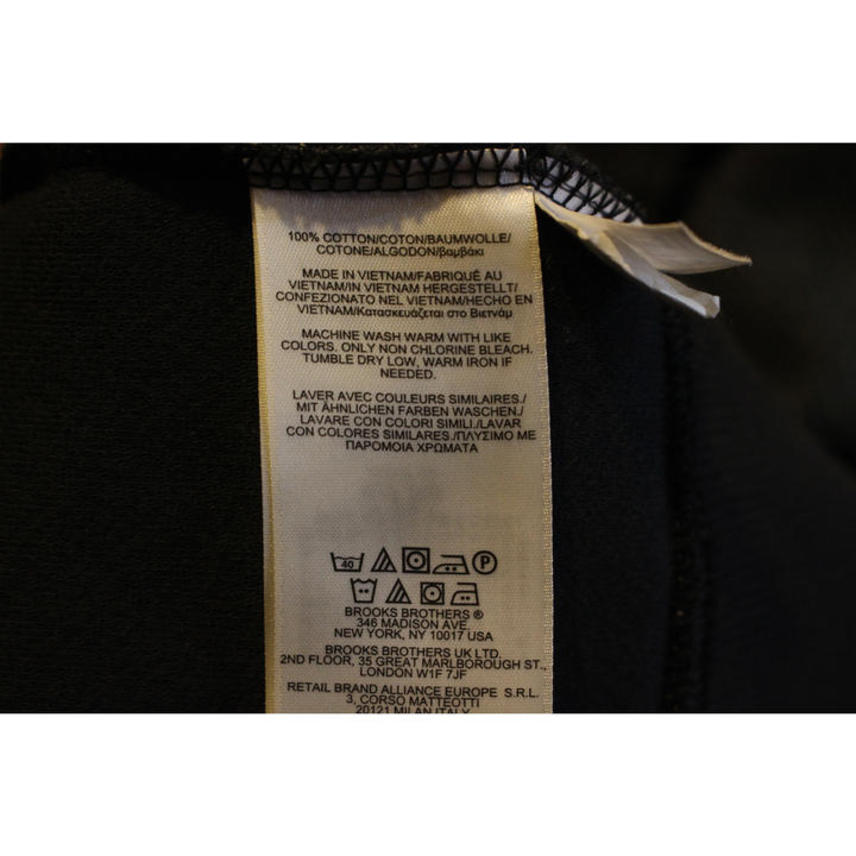 100% COTTON/COTON/BAUMWOLLE/
COTONE/ALGODON/βαμβάκι
MADE IN VIETNAM/FABRIQUÉ AU
VIETNAM/IN VIETNAM HERGESTELLT/
CONFEZIONATO NEL VIETNAM/HECHO EN
VIETNAM/Κατασκευάζεται στο Βιετνάμ
MACHINE WASH WARM WITH LIKE
COLORS. ONLY NON CHLORINE BLEACH.
TUMBLE DRY LOW, WARM IRON IF
NEEDED.
LAVER AVEC COULEURS SIMILAIRES./
MIT ÄHNLICHEN FARBEN WASCHEN./
LAVARE CON COLORI SIMILI./LAVAR
CON COLORES SIMILARES./ΠΛΥΣΙΜΟ ΜΕ
ΠΑΡΟΜΟΙΑ ΧΡΩΜΑΤΑ
40 P
BROOKS BROTHERS ®
346 MADISON AVE.
NEW YORK, NY 10017 USA
BROOKS BROTHERS UK LTD.
2ND FLOOR, 35 GREAT MARLBOROUGH ST.,
LONDON W1F 7JF
RETAIL BRAND ALLIANCE EUROPE S.R.L.
3, CORSO MATTEOTTI
20121 MILAN ITALY